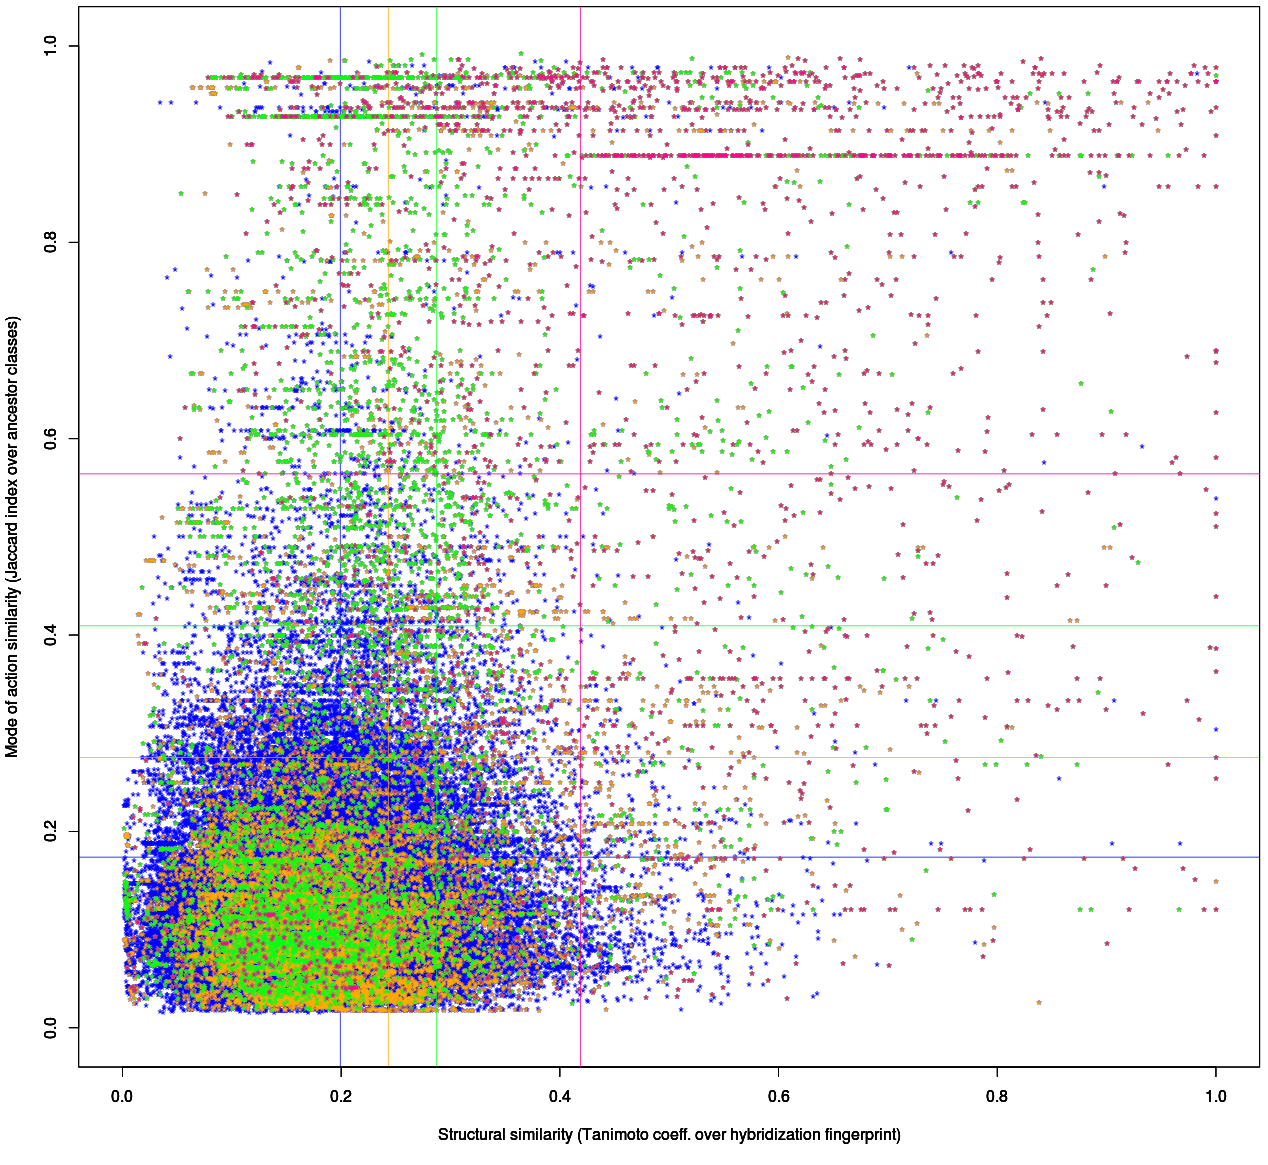 1.0
0.8
0.6
0.4
0.2
0.0
Mode of action similarity (Jaccard index over ancestor classes)
0.0 0.2 0.4 0.6 0.8 1.0
Structural similarity (Tanimoto coeff. over hybridization fingerprint)